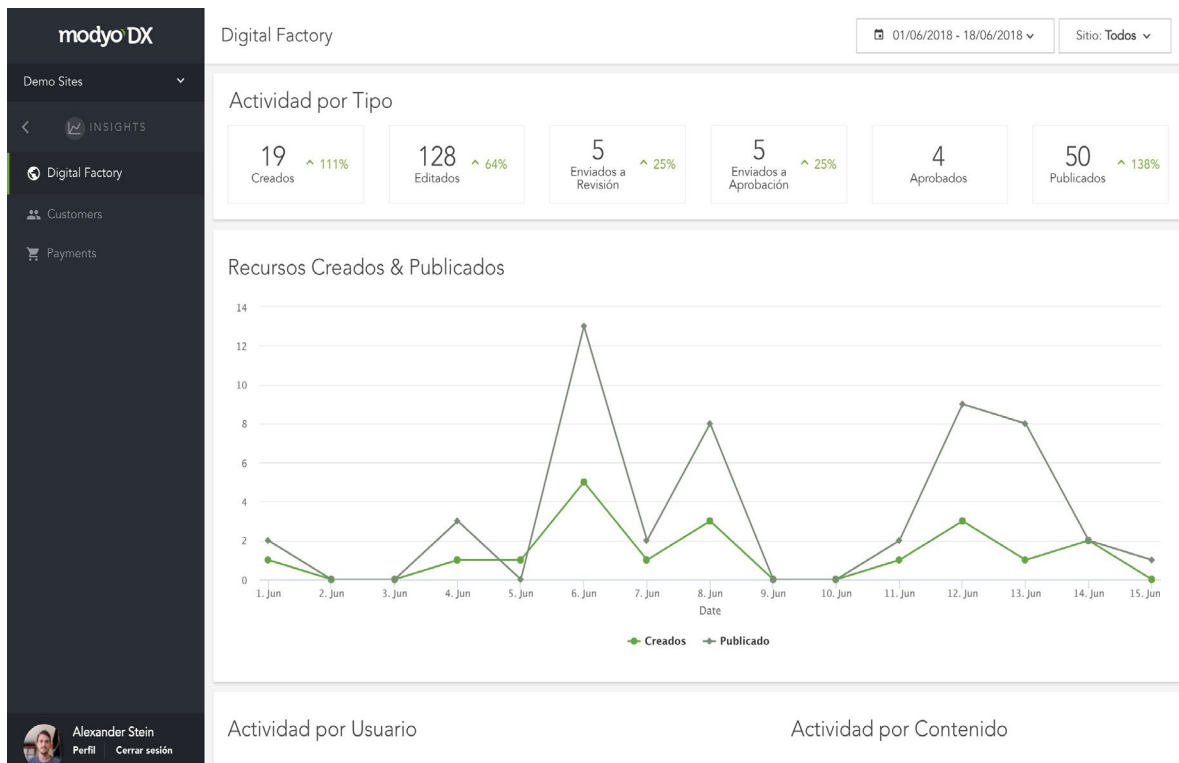 modyo DX
Digital Factory
01/06/2018 - 18/06/2018
Sitio: Todos
Demo Sites
INSIGHTS
Digital Factory
Customers
Payments
Actividad por Tipo
19 111%
Creados
128 64%
Editados
5 25%
Enviados a
Revisión
5 25%
Enviados a
Aprobación
4
Aprobados
50 138%
Publicados
Recursos Creados & Publicados
14
12
10
8
6
4
2
0
1. Jun 2. Jun 3. Jun 4. Jun 5. Jun 6. Jun 7. Jun 8. Jun 9. Jun 10. Jun 11. Jun 12. Jun 13. Jun 14. Jun 15. Jun
Date
Creados Publicado
Actividad por Usuario
Actividad por Contenido
Alexander Stein
Perfil Cerrar sesión